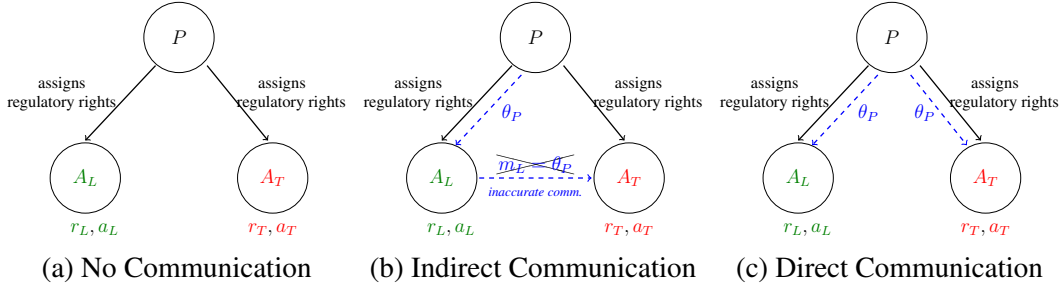 P
assigns
regulatory rights
assigns
regulatory rights
A_L
A_T
r_L, a_L
r_T, a_T
(a) No Communication
P
assigns
regulatory rights
assigns
regulatory rights
θ_P
m_L = θ_P
inaccurate comm.
A_L
A_T
r_L, a_L
r_T, a_T
(b) Indirect Communication
P
assigns
regulatory rights
assigns
regulatory rights
θ_P
θ_P
A_L
A_T
r_L, a_L
r_T, a_T
(c) Direct Communication